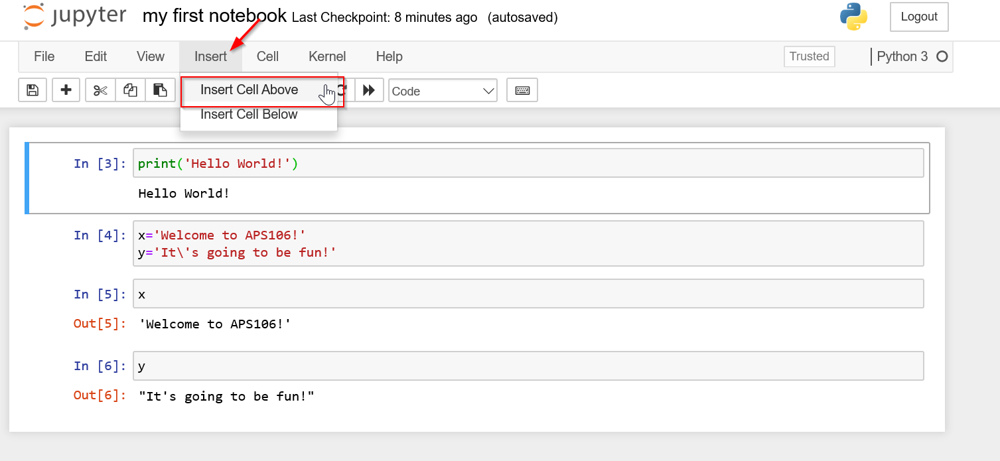 jupyter my first notebook Last Checkpoint: 8 minutes ago (autosaved) Logout
File Edit View Insert Cell Kernel Help Trusted Python 3
Insert Cell Above Code
Insert Cell Below
In [3]: print('Hello World!')
Hello World!
In [4]: x='Welcome to APS106!'
y='It\'s going to be fun!'
In [5]: x
Out[5]: 'Welcome to APS106!'
In [6]: y
Out[6]: "It's going to be fun!"